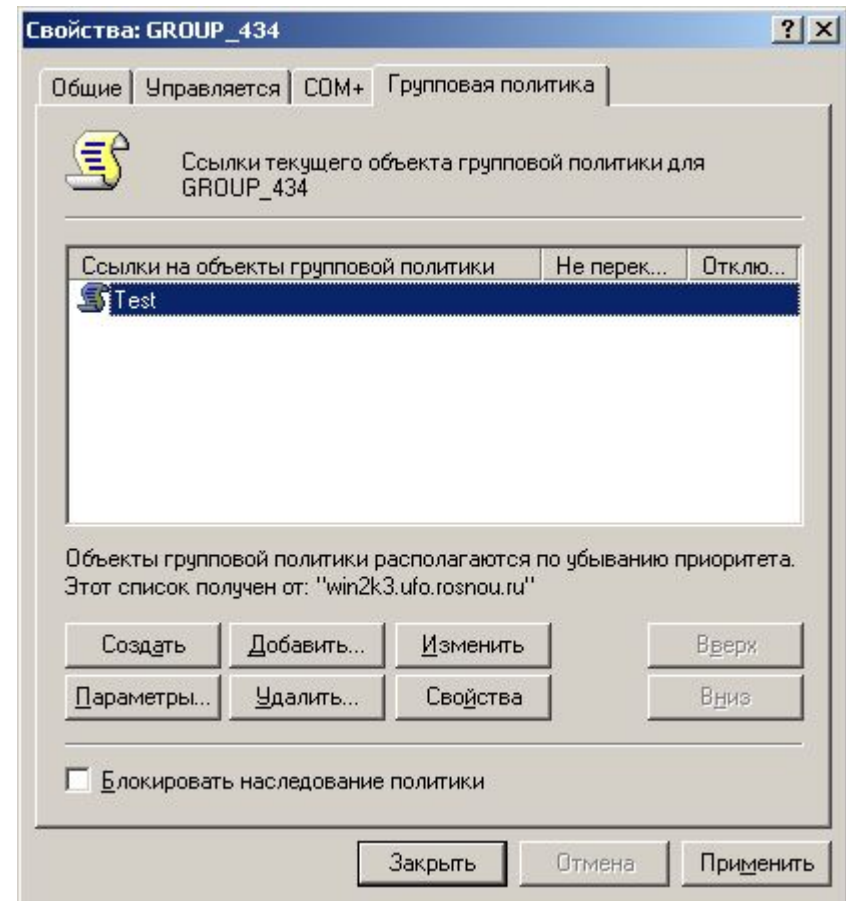 Свойства: GROUP_434
Общие Управляется COM+ Групповая политика
Ссылки текущего объекта групповой политики для
GROUP_434
Ссылки на объекты групповой политики Не перек... Отклю...
Test
Объекты групповой политики располагаются по убыванию приоритета.
Этот список получен от: "win2k3.ufo.rosnou.ru"
Создать Добавить... Изменить Вверх
Параметры... Удалить... Свойства Вниз
Блокировать наследование политики
Закрыть Отмена Применить